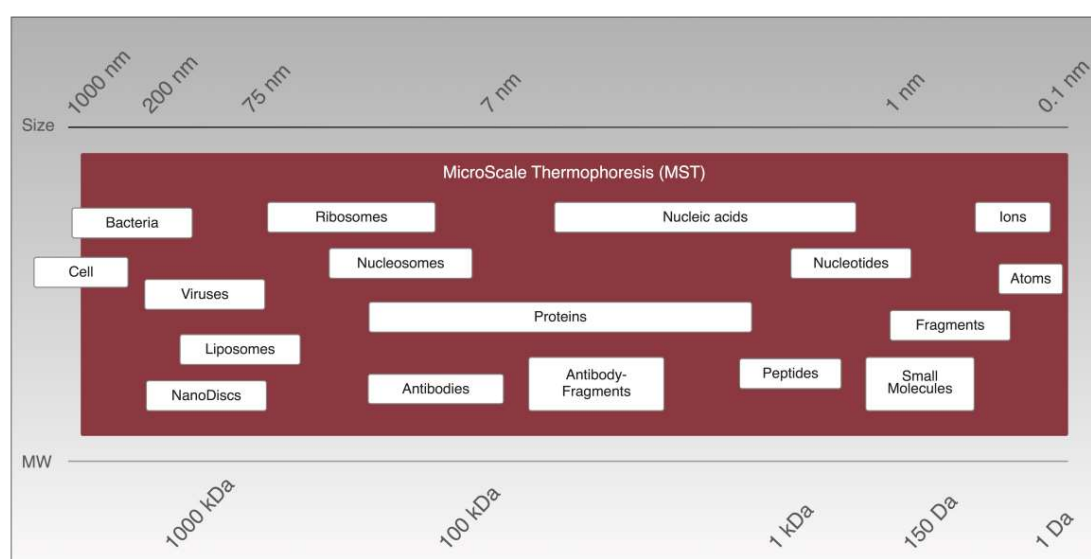 1000 nm
200 nm
75 nm
7 nm
1 nm
0.1 nm
Size
MicroScale Thermophoresis (MST)
Bacteria
Ribosomes
Nucleic acids
Ions
Cell
Nucleosomes
Nucleotides
Atoms
Viruses
Proteins
Fragments
Liposomes
NanoDiscs
Antibodies
Antibody-
Fragments
Peptides
Small
Molecules
MW
1000 kDa
100 kDa
1 kDa
150 Da
1 Da